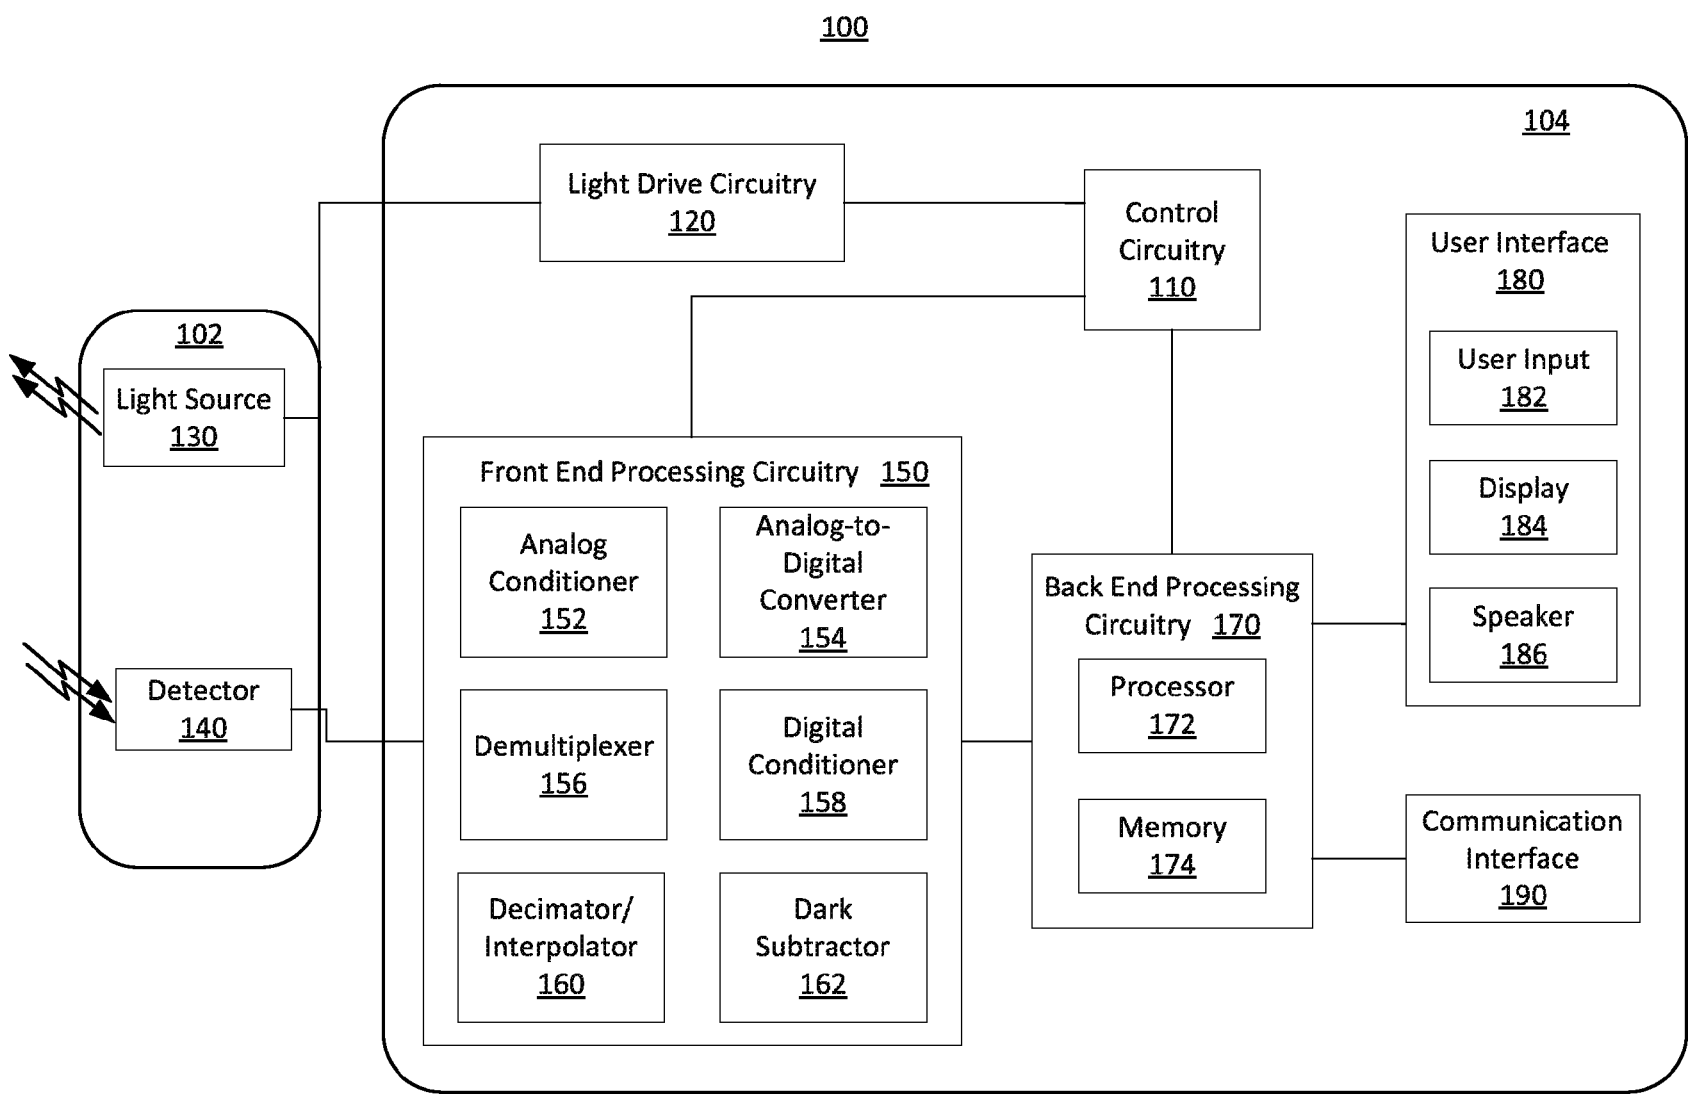 100
104
Light Drive Circuitry
120
Control
Circuitry
110
User Interface
180
User Input
182
Display
184
Speaker
186
102
Light Source
130
Detector
140
Front End Processing Circuitry 150
Analog
Conditioner
152
Analog-to-
Digital
Converter
154
Demultiplexer
156
Digital
Conditioner
158
Decimator/
Interpolator
160
Dark
Subtractor
162
Back End Processing
Circuitry 170
Processor
172
Memory
174
Communication
Interface
190